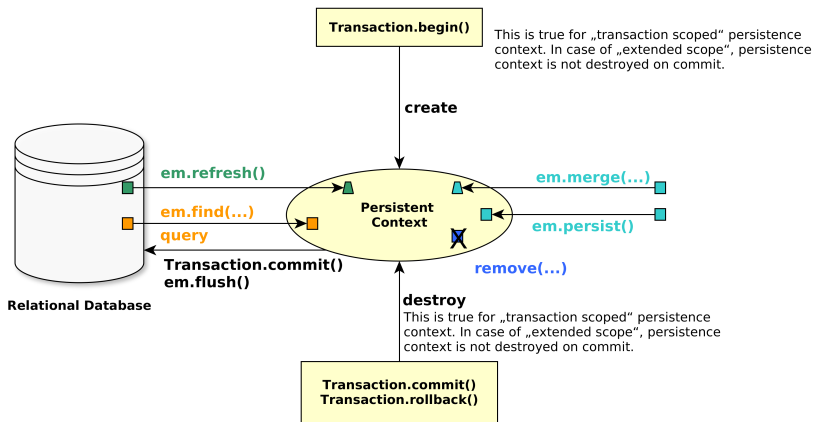 Transaction.begin()
This is true for „transaction scoped“ persistence
context. In case of „extended scope“, persistence
context is not destroyed on commit.
create
em.refresh()
em.merge(...)
em.find(...)
Persistent
Context
em.persist()
query
Transaction.commit()
em.flush()
remove(...)
Relational Database
destroy
This is true for „transaction scoped“ persistence
context. In case of „extended scope“, persistence
context is not destroyed on commit.
Transaction.commit()
Transaction.rollback()